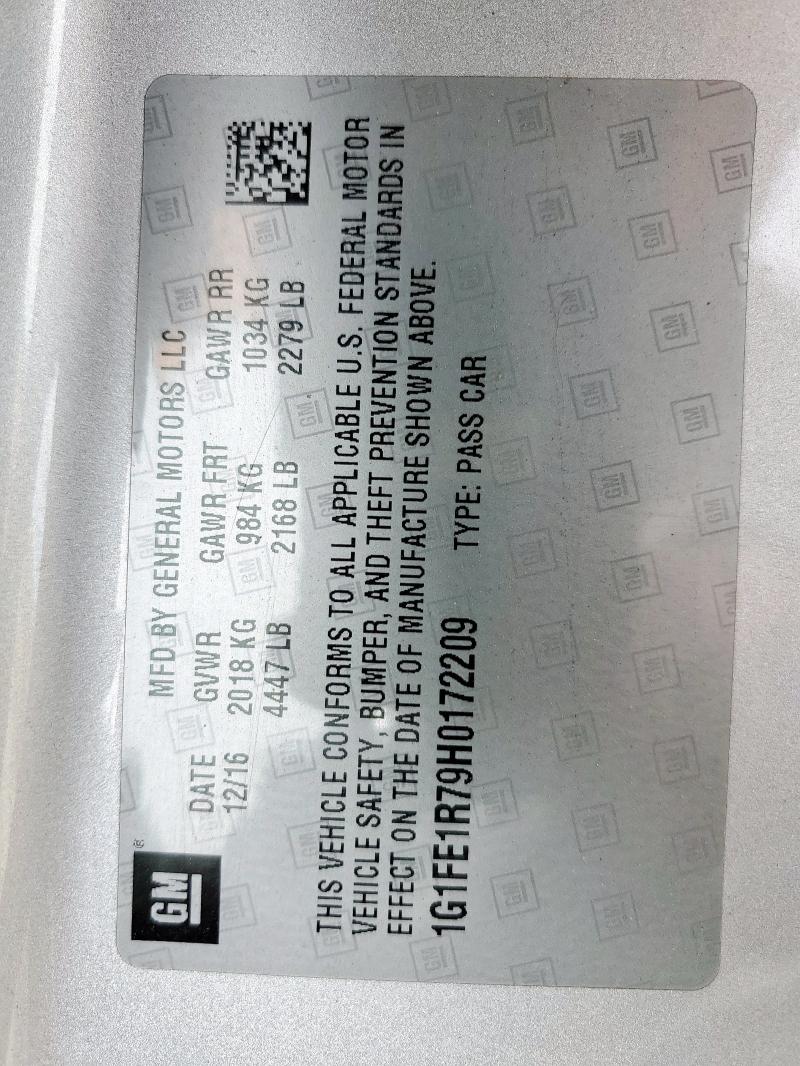 GM
MFD BY GENERAL MOTORS LLC
DATE GVWR GAWR FRT GAWR RR
12/16 2018 KG 984 KG 1034 KG
4447 LB 2168 LB 2279 LB
THIS VEHICLE CONFORMS TO ALL APPLICABLE U.S. FEDERAL MOTOR
VEHICLE SAFETY, BUMPER, AND THEFT PREVENTION STANDARDS IN
EFFECT ON THE DATE OF MANUFACTURE SHOWN ABOVE.
1G1FE1R79H0172209 TYPE: PASS CAR